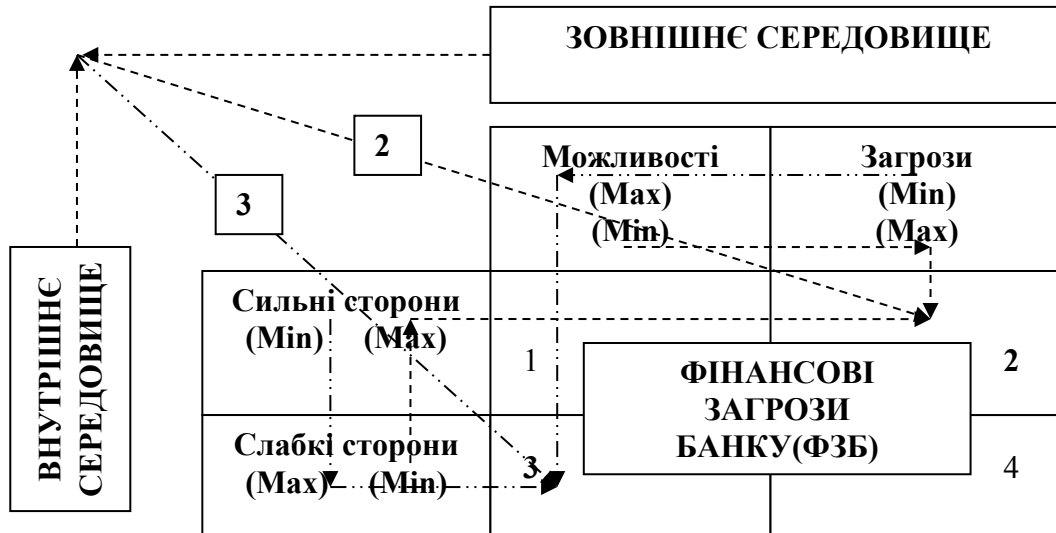 ЗОВНІШНЄ СЕРЕДОВИЩЕ
2
3
Можливості
(Max)
(Min)
Загрози
(Min)
(Max)
ВНУТРІШНЄ
СЕРЕДОВИЩЕ
Сильні сторони
(Min) (Max)
1
2
ФІНАНСОВІ
ЗАГРОЗИ
БАНКУ(ФЗБ)
Слабкі сторони
(Max) (Min)
3
4